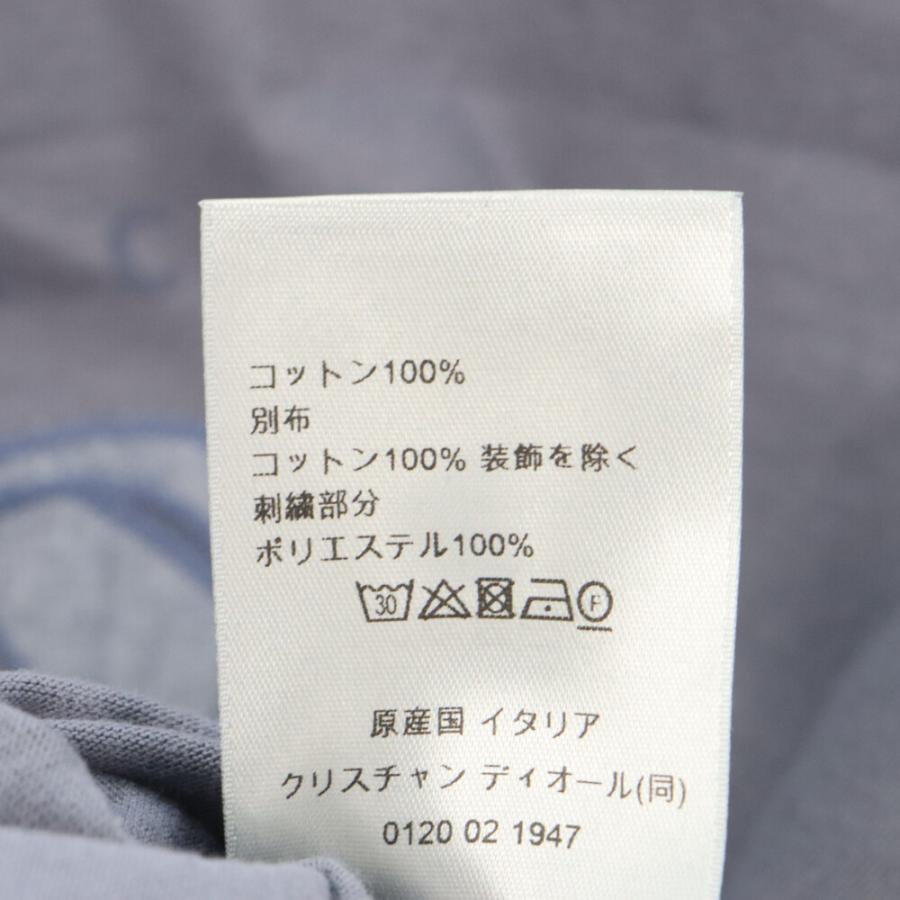 コットン100%
別布
コットン100% 装飾を除く
刺繍部分
ポリエステル100%
30 F
原産国 イタリア
クリスチャン ディオール(同)
0120 02 1947